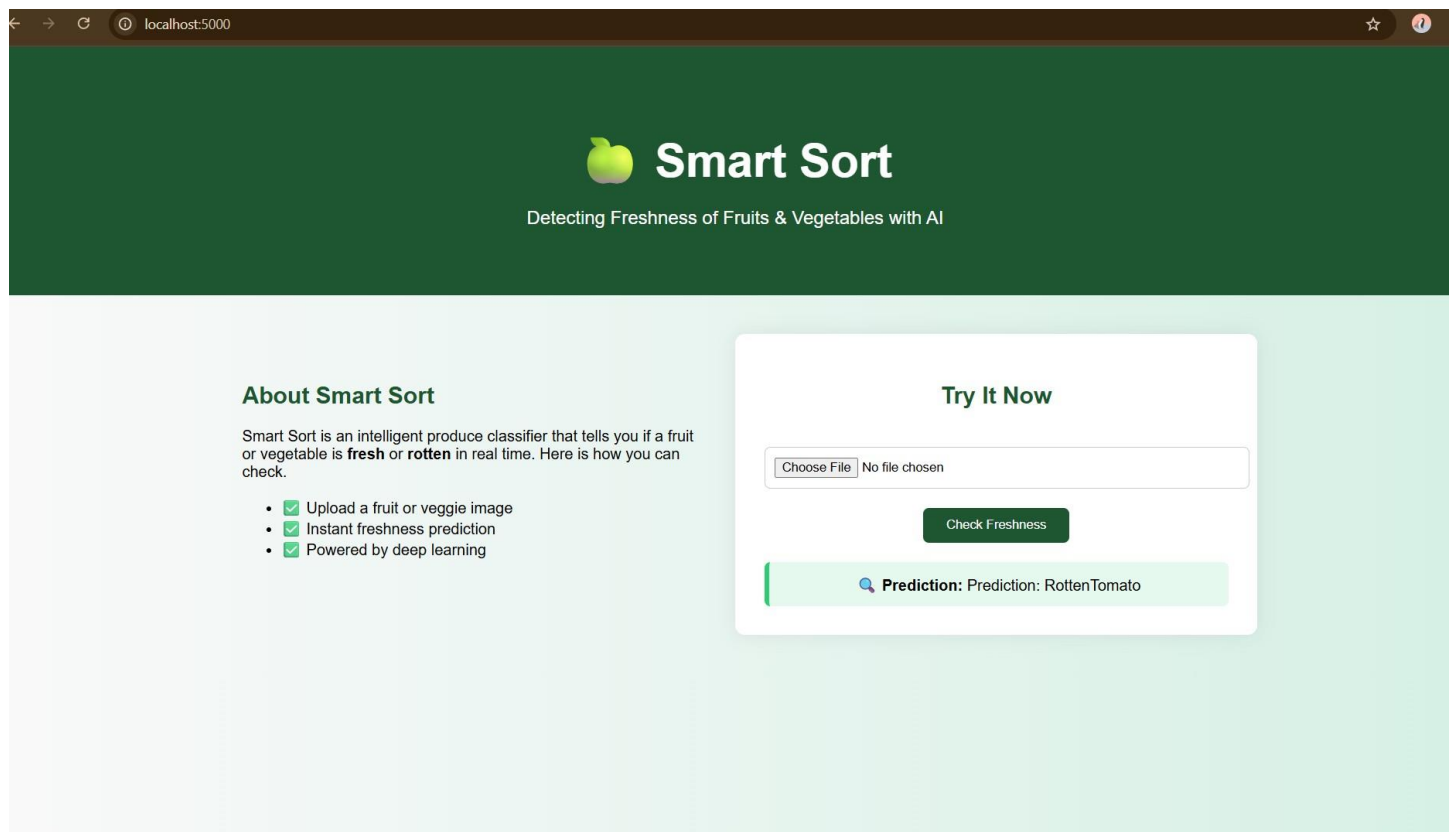 localhost:5000
Smart Sort
Detecting Freshness of Fruits & Vegetables with AI
About Smart Sort
Smart Sort is an intelligent produce classifier that tells you if a fruit
or vegetable is fresh or rotten in real time. Here is how you can
check.
Upload a fruit or veggie image
Instant freshness prediction
Powered by deep learning
Try It Now
Choose File No file chosen
Check Freshness
Prediction: Prediction: RottenTomato